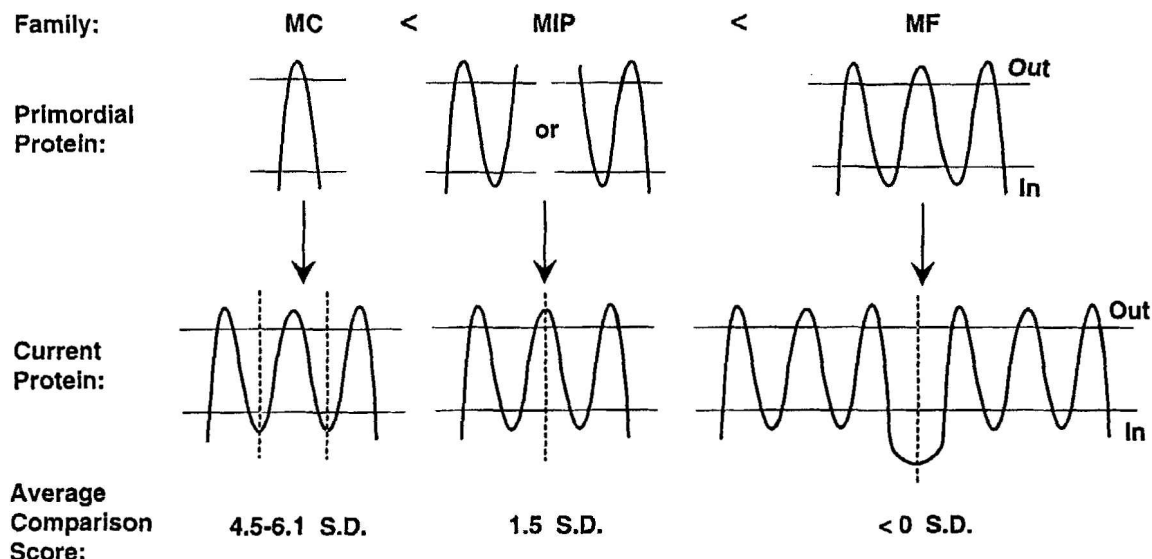 Family: MC < MIP < MF
Out
Primordial
Protein:
or
In
Out
Current
Protein:
In
Average
Comparison
Score:
4.5-6.1 S.D. 1.5 S.D. < 0 S.D.